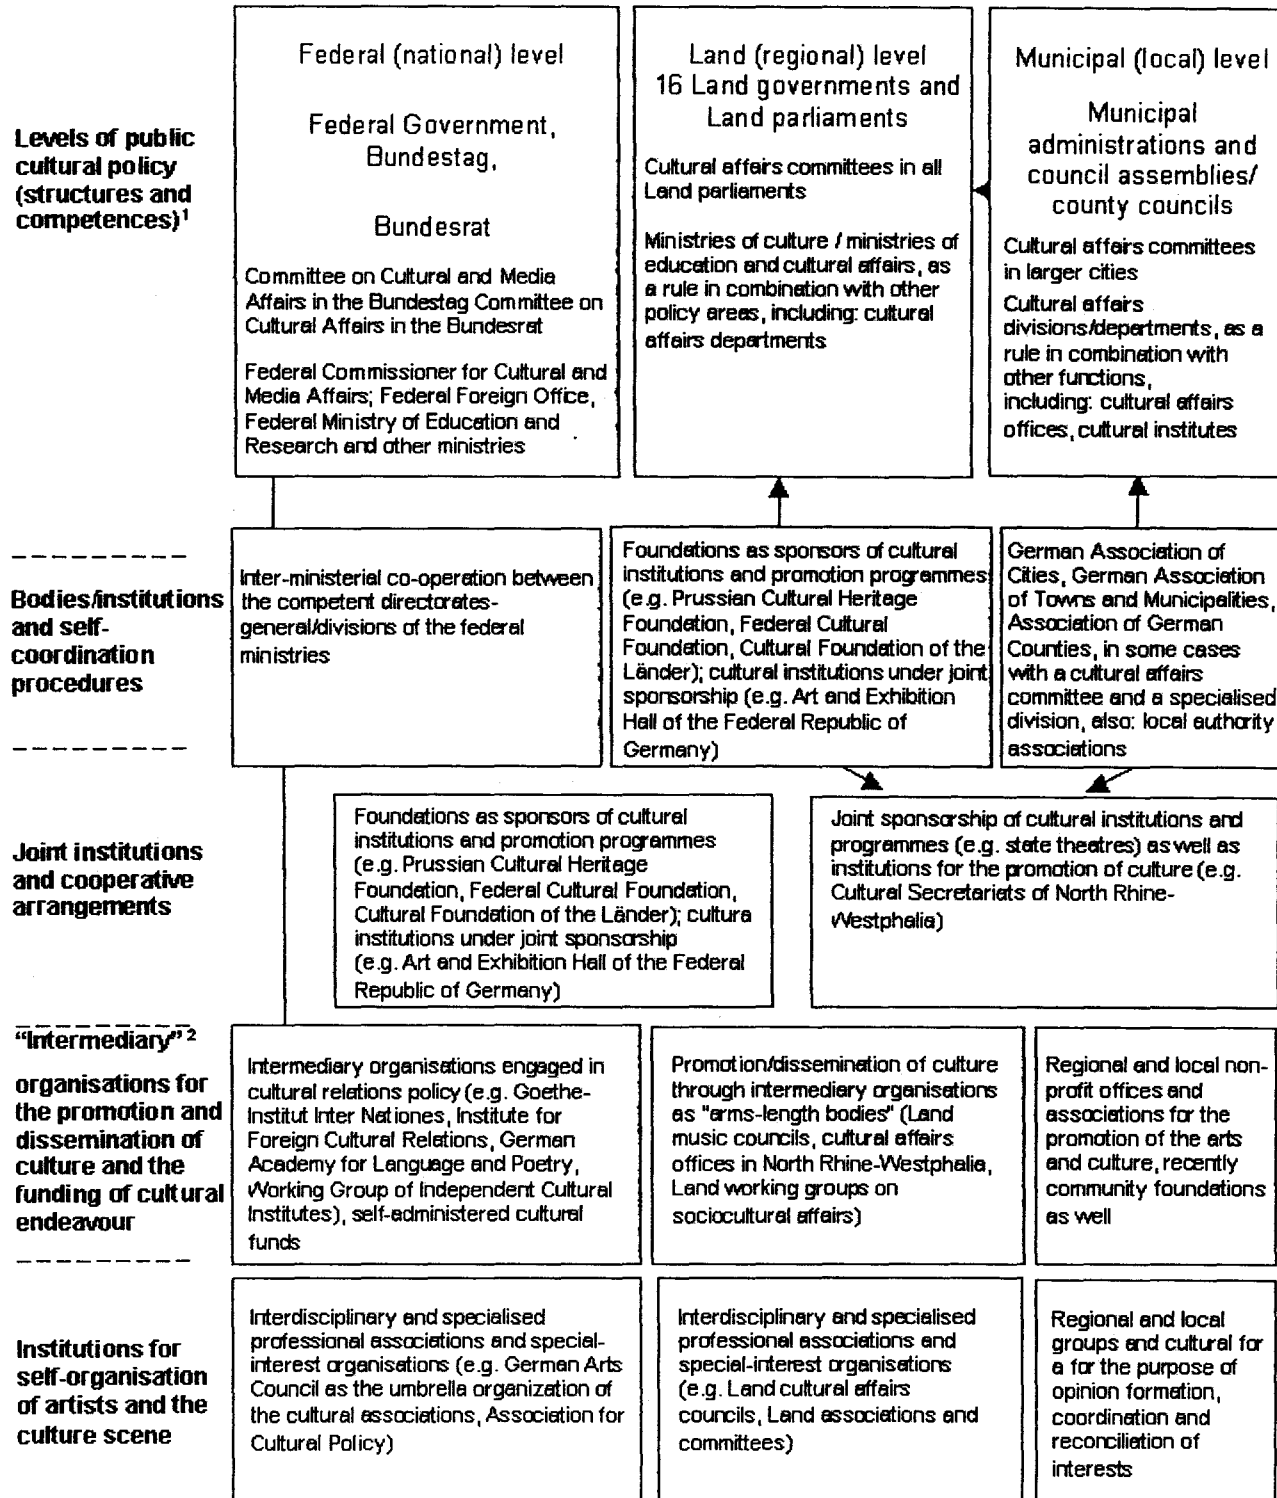 Levels of public
cultural policy
(structures and
competences)¹
Federal (national) level
Federal Government,
Bundestag,
Bundesrat
Committee on Cultural and Media
Affairs in the Bundestag Committee on
Cultural Affairs in the Bundesrat
Federal Commissioner for Cultural and
Media Affairs; Federal Foreign Office,
Federal Ministry of Education and
Research and other ministries
Land (regional) level
16 Land governments and
Land parliaments
Cultural affairs committees in all
Land parliaments
Ministries of culture / ministries of
education and cultural affairs, as
a rule in combination with other
policy areas, including: cultural
affairs departments
Municipal (local) level
Municipal
administrations and
council assemblies/
county councils
Cultural affairs committees
in larger cities
Cultural affairs
divisions/departments, as a
rule in combination with
other functions,
including: cultural affairs
offices, cultural institutes
Bodies/institutions
and self-
coordination
procedures
Inter-ministerial co-operation between
the competent directorates-
general/divisions of the federal
ministries
Foundations as sponsors of cultural
institutions and promotion programmes
(e.g. Prussian Cultural Heritage
Foundation, Federal Cultural
Foundation, Cultural Foundation of the
Länder); cultural institutions under joint
sponsorship (e.g. Art and Exhibition
Hall of the Federal Republic of
Germany)
German Association of
Cities, German Association
of Towns and Municipalities,
Association of German
Counties, in some cases
with a cultural affairs
committee and a specialised
division, also: local authority
associations
Joint institutions
and cooperative
arrangements
Foundations as sponsors of cultural
institutions and promotion programmes
(e.g. Prussian Cultural Heritage
Foundation, Federal Cultural Foundation,
Cultural Foundation of the Länder); cultura
institutions under joint sponsorship
(e.g. Art and Exhibition Hall of the Federal
Republic of Germany)
Joint sponsorship of cultural institutions and
programmes (e.g. state theatres) as well as
institutions for the promotion of culture (e.g.
Cultural Secretariats of North Rhine-
Westphalia)
"Intermediary" ²
organisations for
the promotion and
dissemination of
culture and the
funding of cultural
endeavour
Intermediary organisations engaged in
cultural relations policy (e.g. Goethe-
Institut Inter Nationes, Institute for
Foreign Cultural Relations, German
Academy for Language and Poetry,
Working Group of Independent Cultural
Institutes), self-administered cultural
funds
Promotion/dissemination of culture
through intermediary organisations
as "arms-length bodies" (Land
music councils, cultural affairs
offices in North Rhine-Westphalia,
Land working groups on
sociocultural affairs)
Regional and local non-
profit offices and
associations for the
promotion of the arts
and culture, recently
community foundations
as well
Institutions for
self-organisation
of artists and the
culture scene
Interdisciplinary and specialised
professional associations and special-
interest organisations (e.g. German Arts
Council as the umbrella organization of
the cultural associations, Association for
Cultural Policy)
Interdisciplinary and specialised
professional associations and
special-interest organisations
(e.g. Land cultural affairs
councils, Land associations and
committees)
Regional and local
groups and cultural for
a for the purpose of
opinion formation,
coordination and
reconciliation of
interests